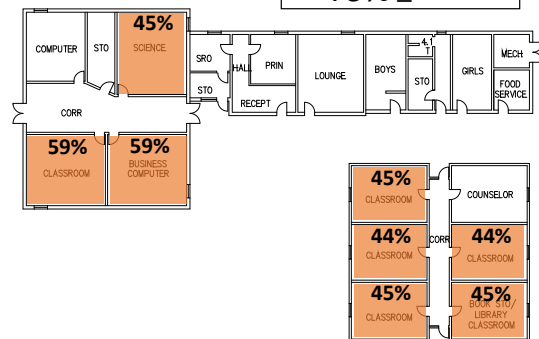 45%
COMPUTER
STO
SCIENCE
SRO
HALL
PRIN
LOUNGE
BOYS
STO
GIRLS
MECH
FOOD
SERVICE
STO
RECEPT
CORR
59%
CLASSROOM
59%
BUSINESS
COMPUTER
45%
CLASSROOM
COUNSELOR
44%
CLASSROOM
CORR
44%
CLASSROOM
45%
CLASSROOM
45%
BOOK STO/
LIBRARY
CLASSROOM